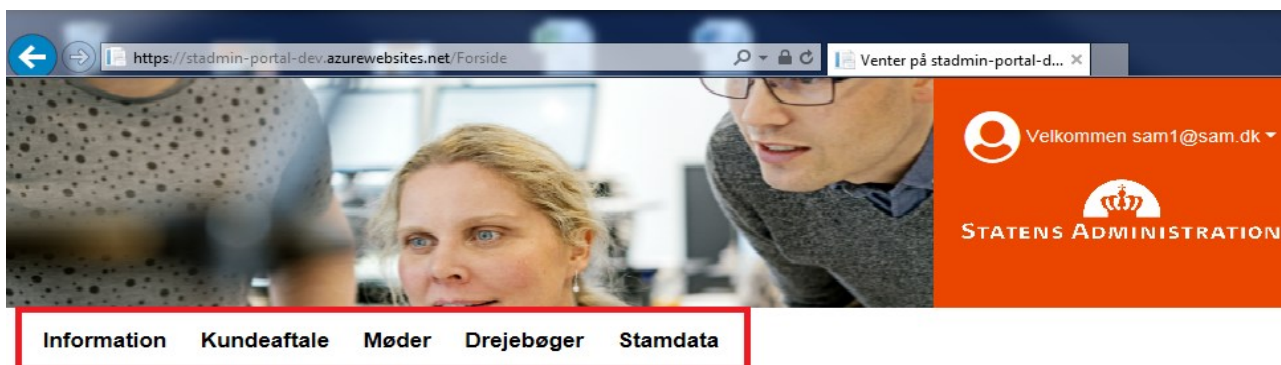 https://stadmin-portal-dev.azurewebsites.net/Forside
Venter på stadmin-portal-d...
Velkommen sam1@sam.dk
STATENS ADMINISTRATION
Information Kundeaftale Møder Drejebøger Stamdata